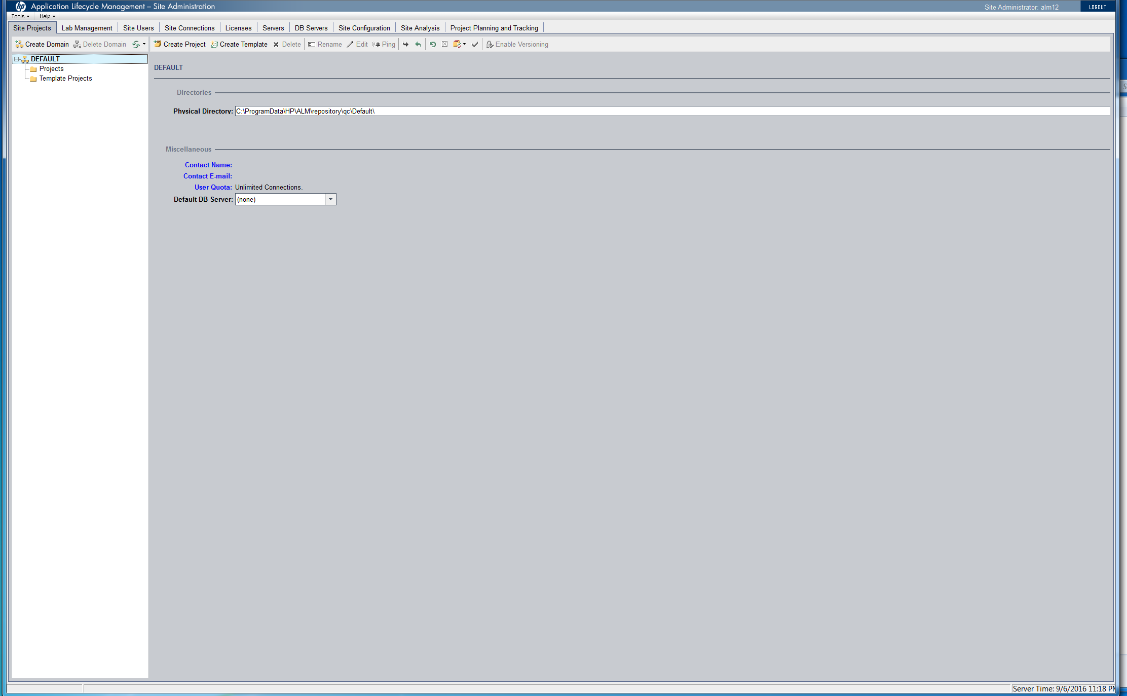 hp Application Lifecycle Management – Site Administration Site Administrator: alm12 LOGOUT
Tools Help
Site Projects Lab Management Site Users Site Connections Licenses Servers DB Servers Site Configuration Site Analysis Project Planning and Tracking
Create Domain Delete Domain Create Project Create Template Delete Rename Edit Ping Enable Versioning
DEFAULT
Projects
Template Projects
DEFAULT
Directories
Physical Directory: C:\ProgramData\HP\ALM\repository\qc\Default\
Miscellaneous
Contact Name:
Contact E-mail:
User Quota: Unlimited Connections.
Default DB Server: (none)
Server Time: 9/6/2016 11:18 PM